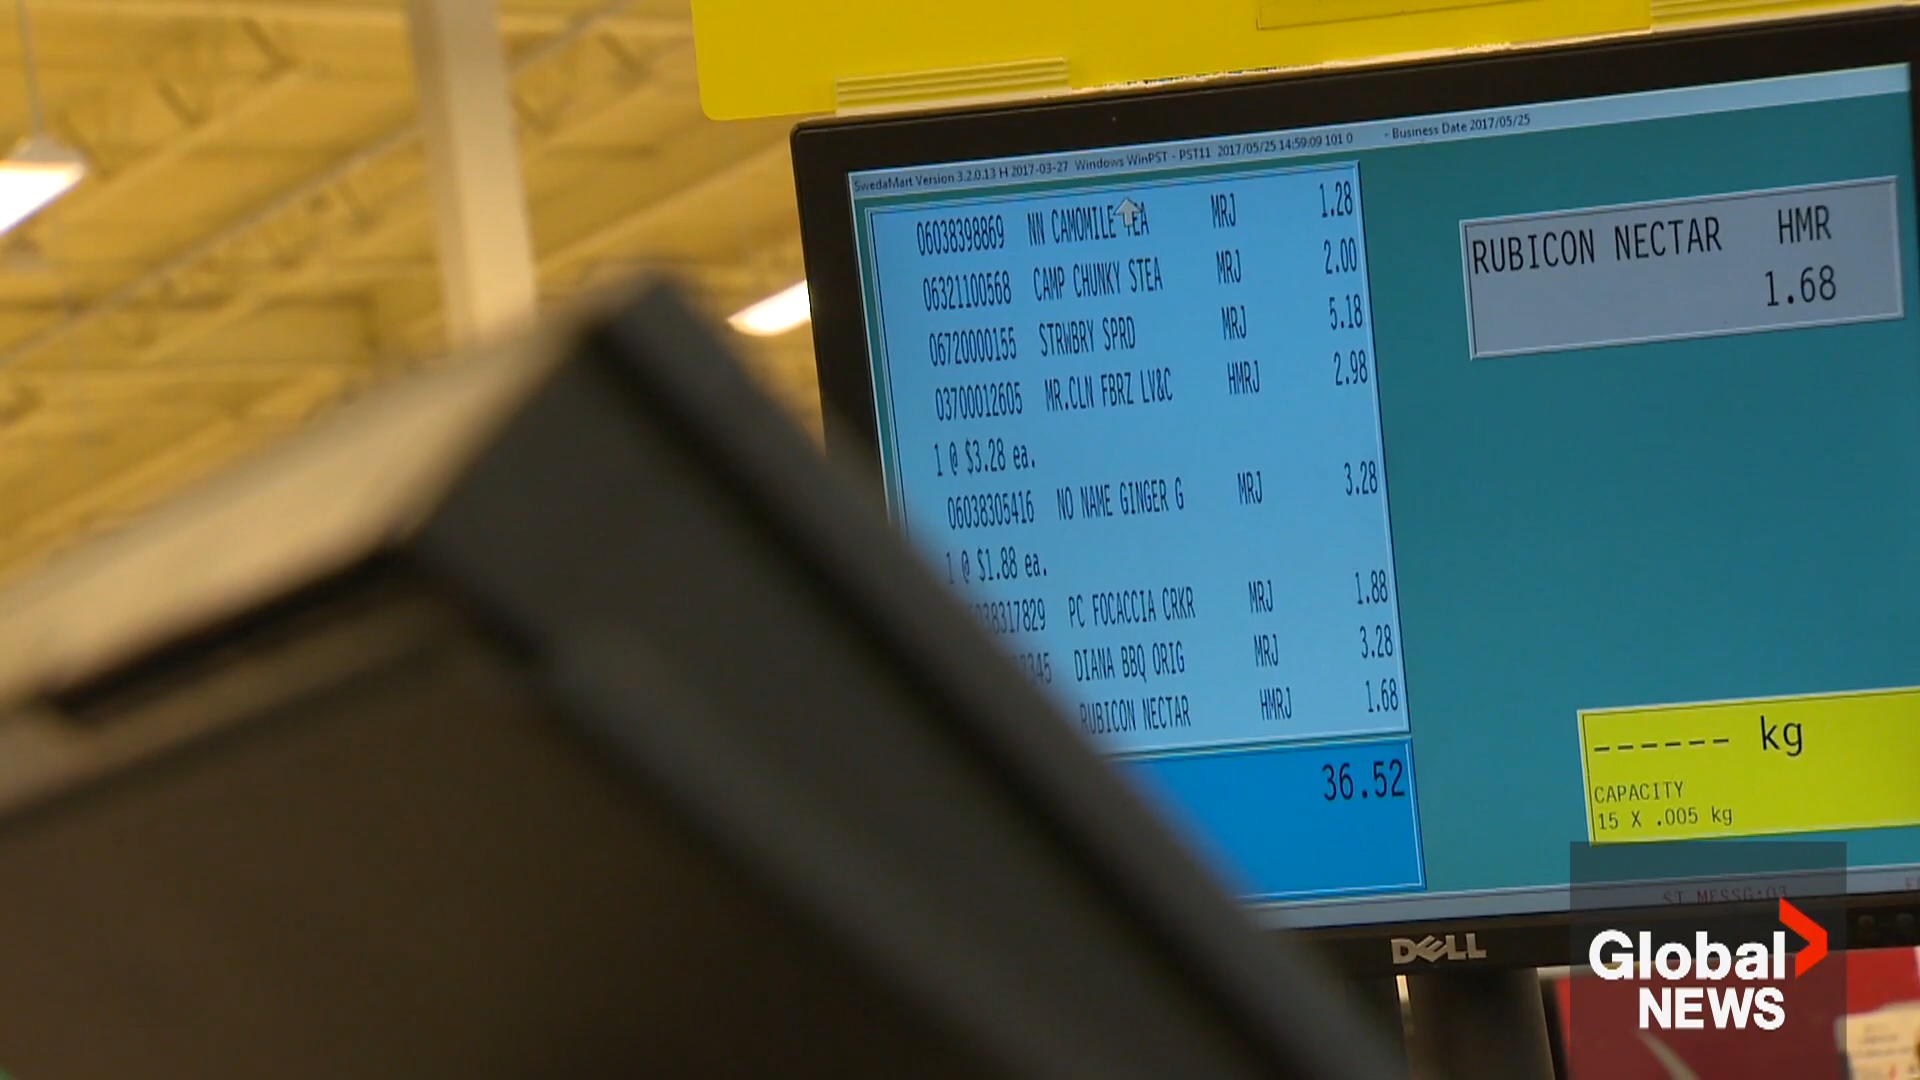 SwedaMart Version 3.2.0.13 H 2017-03-27 Windows WinPST - PST11 2017/05/25 14:59:09 101 0 - Business Date 2017/05/25
06038398869 NN CAMOMILE TEA MRJ 1.28
06321100568 CAMP CHUNKY STEA MRJ 2.00
06720000155 STRWBRY SPRD MRJ 5.18
03700012605 MR.CLN FBRZ LV&C HMRJ 2.98
1 @ $3.28 ea.
06038305416 NO NAME GINGER G MRJ 3.28
1 @ $1.88 ea.
38317829 PC FOCACCIA CRKR MRJ 1.88
345 DIANA BBQ ORIG MRJ 3.28
RUBICON NECTAR HMRJ 1.68
36.52
RUBICON NECTAR HMR
1.68
------ kg
CAPACITY
15 X .005 kg
ST MESSG:03
DELL
Global
NEWS